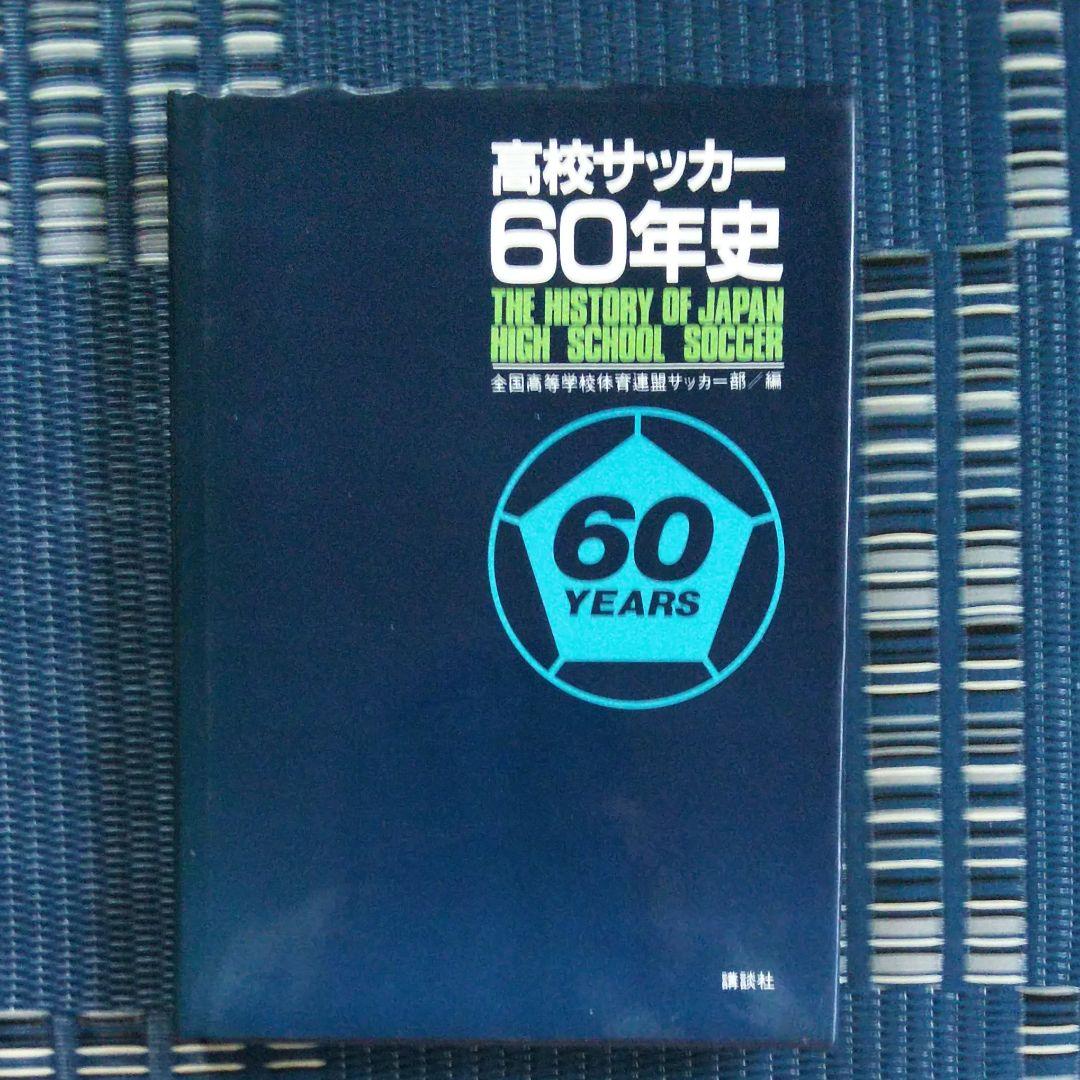 高校サッカー
60年史
THE HISTORY OF JAPAN
HIGH SCHOOL SOCCER
全国高等学校体育連盟サッカー部／編
60
YEARS
講談社